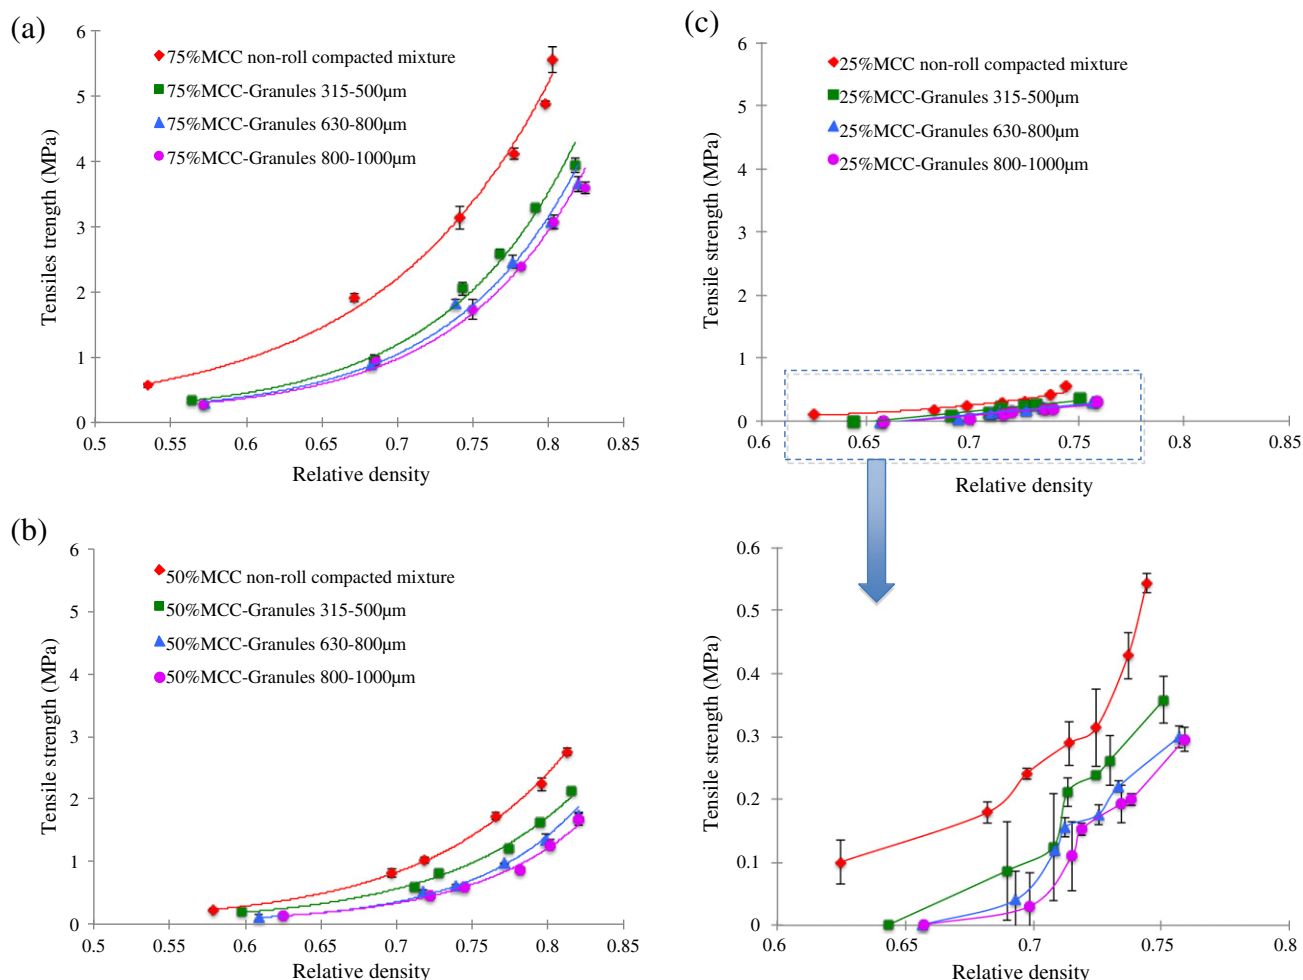 (a)
6
5
4
3
2
1
0
Tensiles trength (MPa)
75%MCC non-roll compacted mixture
75%MCC-Granules 315-500µm
75%MCC-Granules 630-800µm
75%MCC-Granules 800-1000µm
0.5 0.55 0.6 0.65 0.7 0.75 0.8 0.85
Relative density
(b)
6
5
4
3
2
1
0
Tensile strength (MPa)
50%MCC non-roll compacted mixture
50%MCC-Granules 315-500µm
50%MCC-Granules 630-800µm
50%MCC-Granules 800-1000µm
0.5 0.55 0.6 0.65 0.7 0.75 0.8 0.85
Relative density
(c)
6
5
4
3
2
1
0
Tensile strength (MPa)
25%MCC non-roll compacted mixture
25%MCC-Granules 315-500µm
25%MCC-Granules 630-800µm
25%MCC-Granules 800-1000µm
0.6 0.65 0.7 0.75 0.8 0.85
Relative density
0.6
0.5
0.4
0.3
0.2
0.1
0
Tensile strength (MPa)
0.6 0.65 0.7 0.75 0.8
Relative density